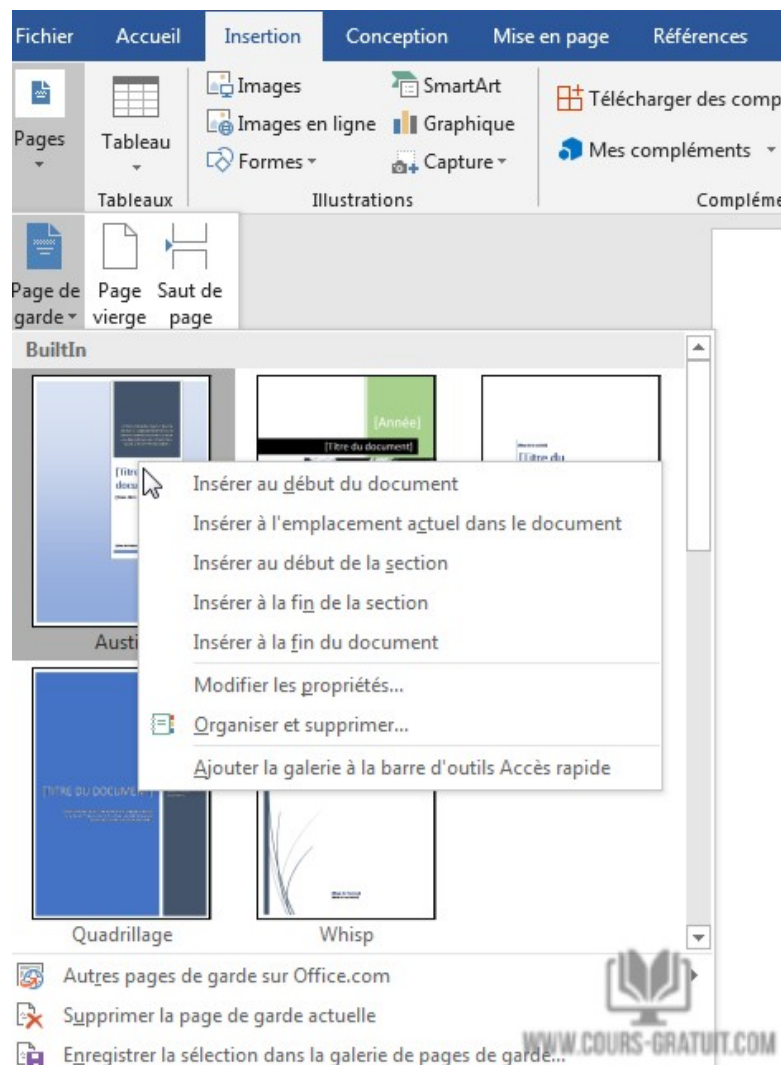 Fichier Accueil Insertion Conception Mise en page Références
Images SmartArt
Télécharger des comp
Images en ligne Graphique
Pages Tableau
Mes compléments
Formes Capture
Tableaux Illustrations Compléme
Page de garde Page vierge Saut de page
BuiltIn
[Année]
[Titre du document]
[Titre du
Insérer au début du document
Insérer à l'emplacement actuel dans le document
Insérer au début de la section
Insérer à la fin de la section
Insérer à la fin du document
Austi
Modifier les propriétés...
Organiser et supprimer...
Ajouter la galerie à la barre d'outils Accès rapide
[TITRE DU DOCUMENT]
Quadrillage Whisp
Autres pages de garde sur Office.com
Supprimer la page de garde actuelle
Enregistrer la sélection dans la galerie de pages de garde...
WWW.COURS-GRATUIT.COM